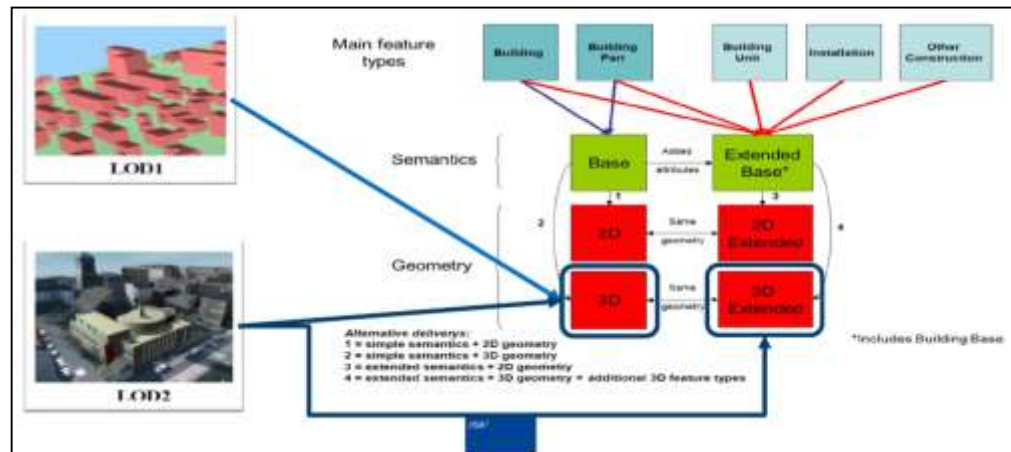 Main feature
types
Building
Building
Part
Building
Unit
Installation
Other
Construction
LOD1
Semantics
Base
Added
attributes
Extended
Base*
1
3
2
4
2D
Same
geometry
2D
Extended
Geometry
3D
Same
geometry
3D
Extended
Alternative deliverys:
1 = simple semantics + 2D geometry
2 = simple semantics + 3D geometry
3 = extended semantics + 2D geometry
4 = extended semantics + 3D geometry + additional 3D feature types
*Includes Building Base
LOD2